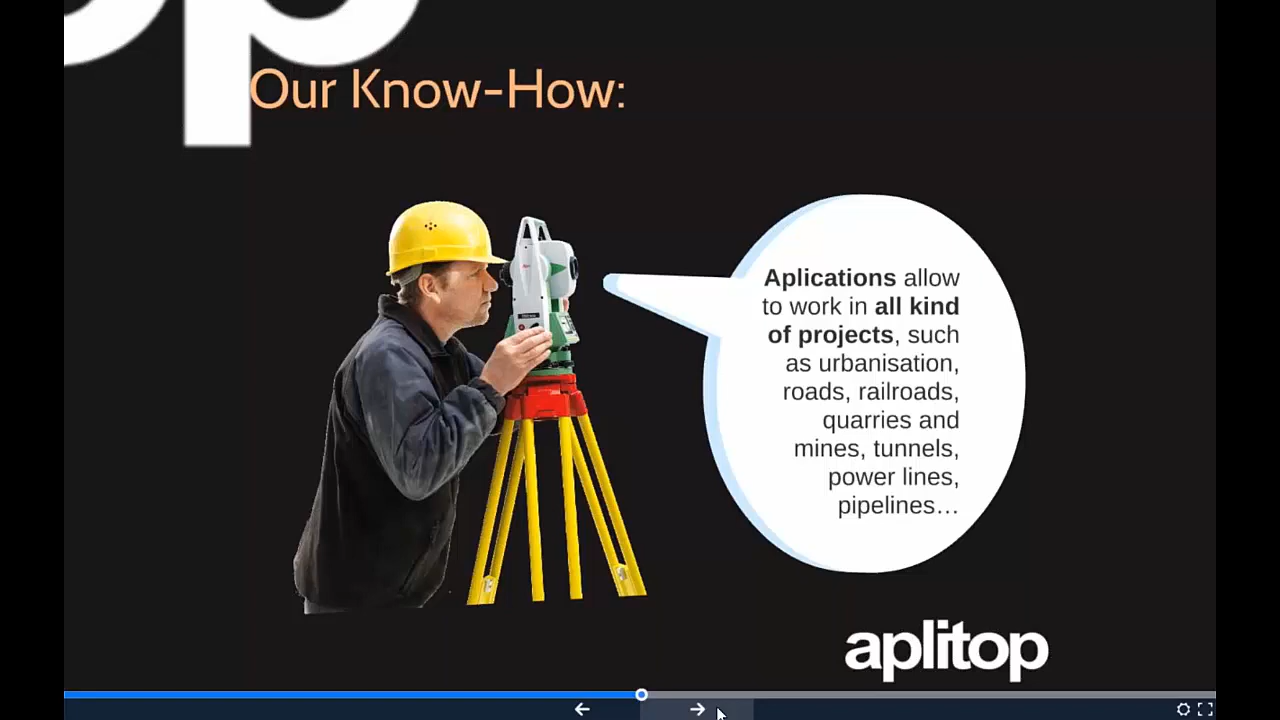 Our Know-How:
Aplications allow
to work in all kind
of projects, such
as urbanisation,
roads, railroads,
quarries and
mines, tunnels,
power lines,
pipelines…
aplitop